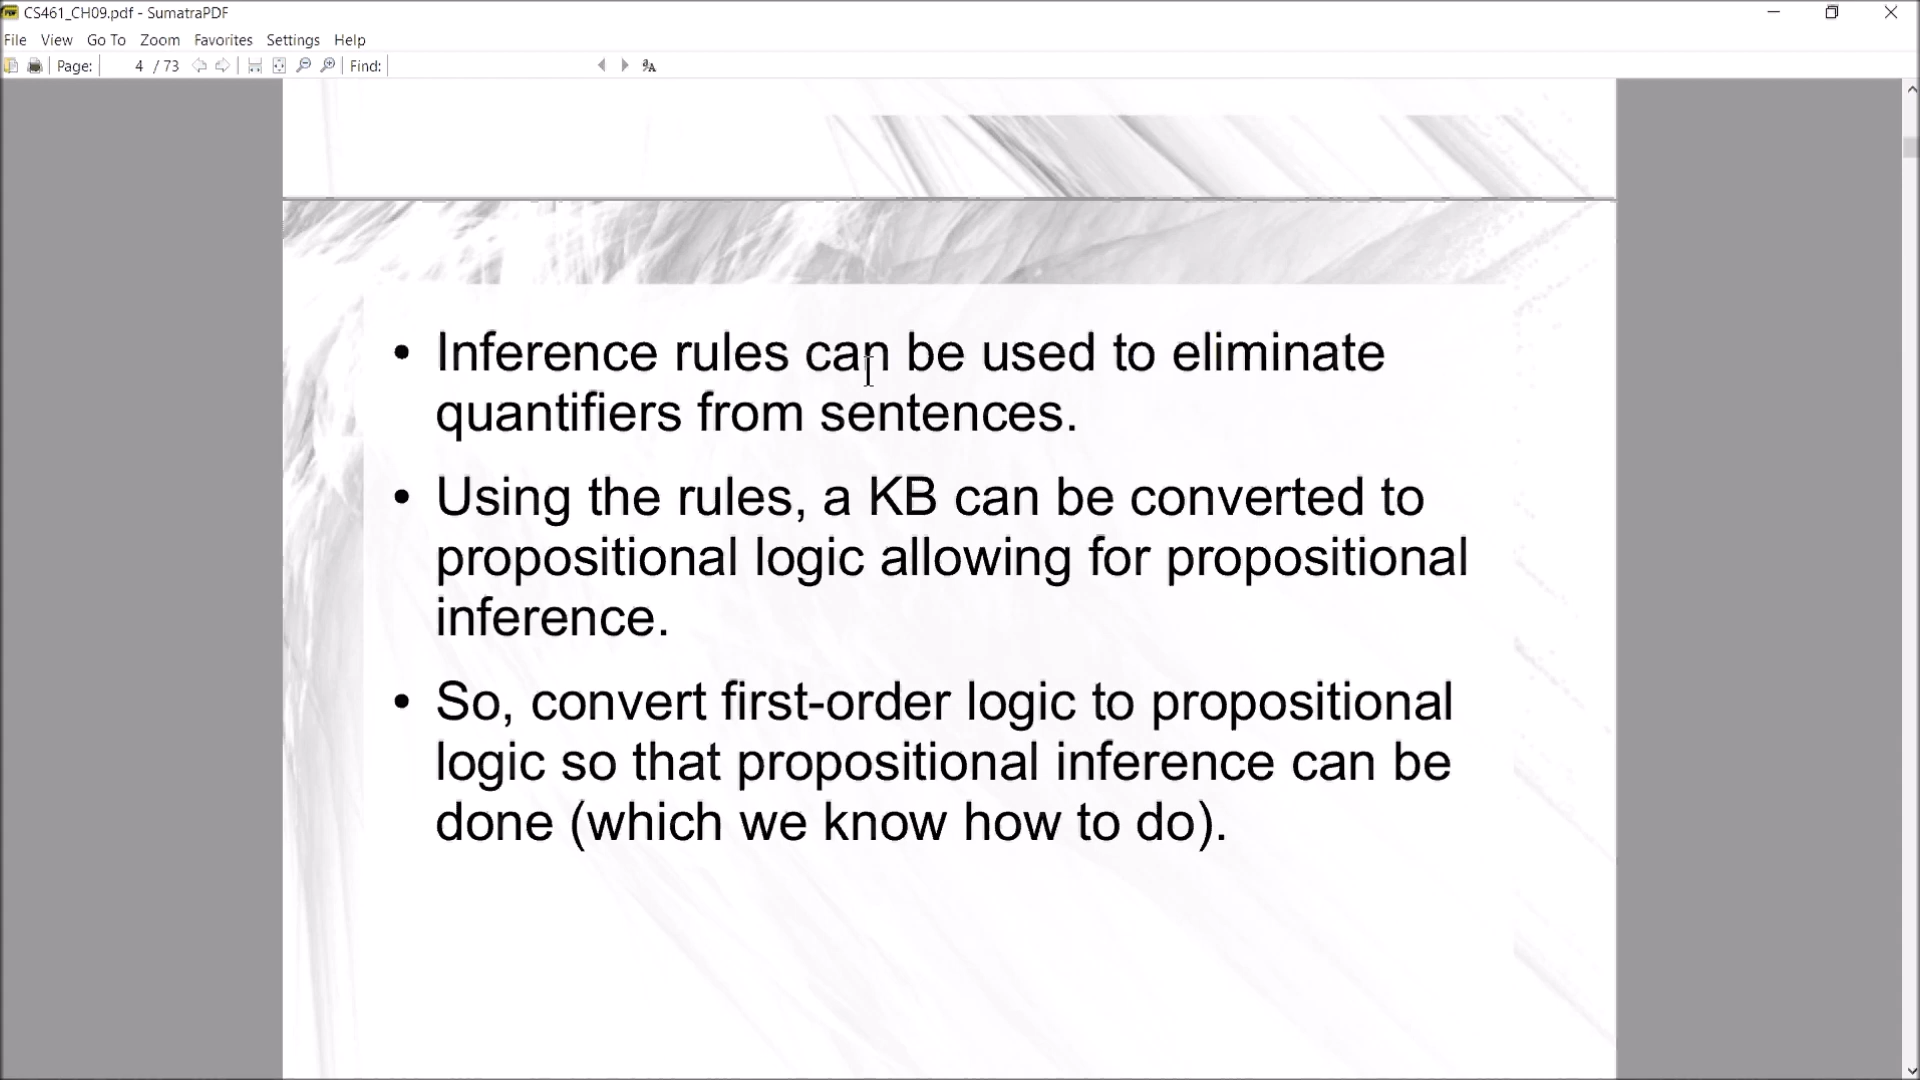 CS461_CH09.pdf - SumatraPDF
File View Go To Zoom Favorites Settings Help
Page: 4 / 73 Find:
• Inference rules can be used to eliminate
quantifiers from sentences.
• Using the rules, a KB can be converted to
propositional logic allowing for propositional
inference.
• So, convert first-order logic to propositional
logic so that propositional inference can be
done (which we know how to do).